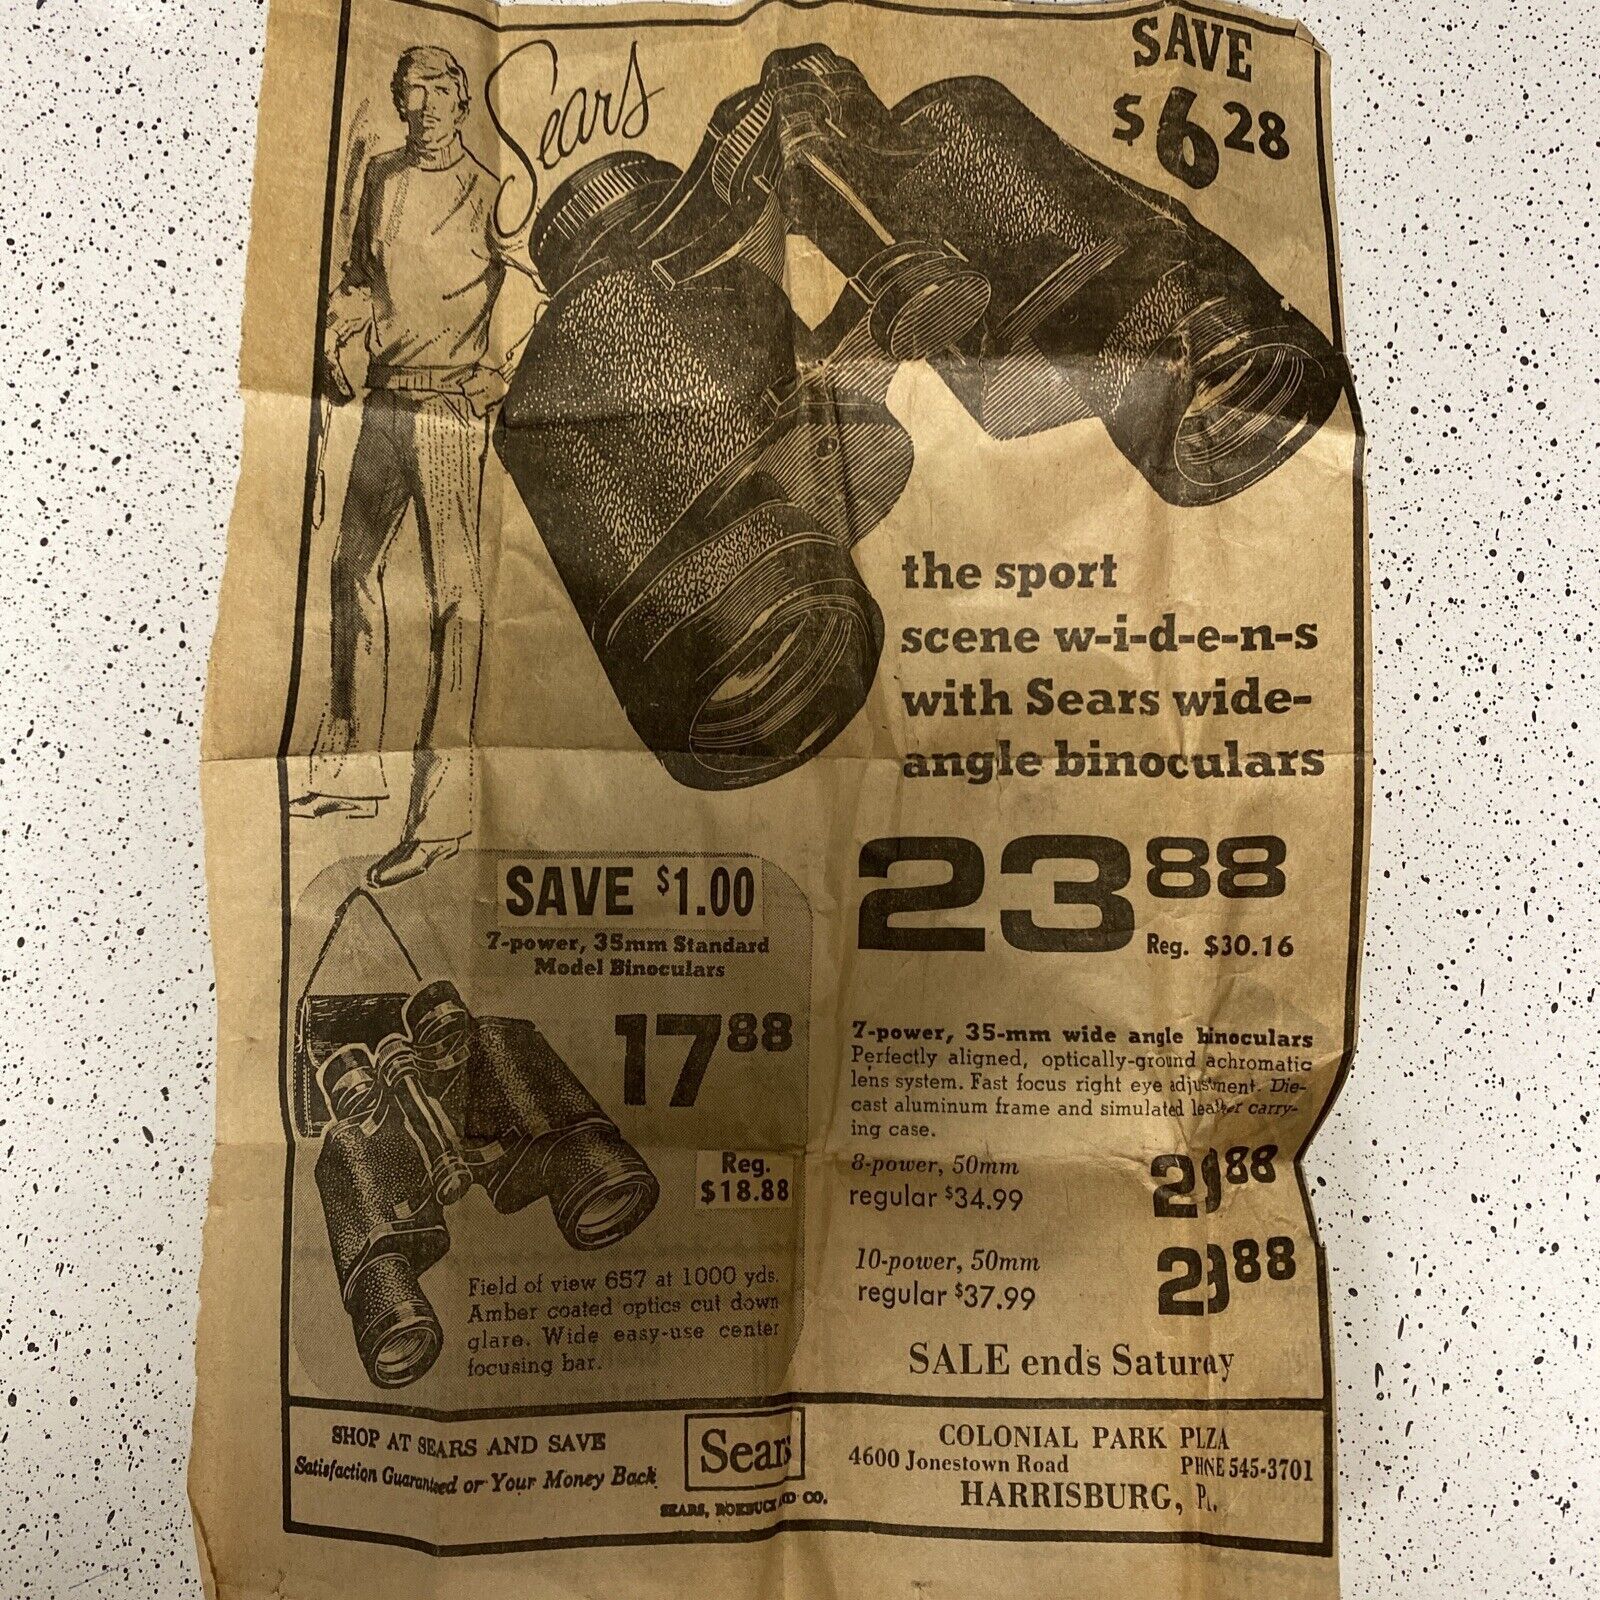 Sears
SAVE
$6 28
the sport
scene w-i-d-e-n-s
with Sears wide-
angle binoculars
23 88
Reg. $30.16
SAVE $1.00
7-power, 35mm Standard
Model Binoculars
17 88
Reg.
$18.88
Field of view 657 at 1000 yds.
Amber coated optics cut down
glare. Wide easy-use center
focusing bar.
7-power, 35-mm wide angle binoculars
Perfectly aligned, optically-ground achromatic
lens system. Fast focus right eye adjustment. Die-
cast aluminum frame and simulated leather carry-
ing case.
8-power, 50mm
regular $34.99
88
10-power, 50mm
regular $37.99
88
SALE ends Saturay
SHOP AT SEARS AND SAVE
Satisfaction Guaranteed or Your Money Back
Sears
SEARS, ROEBUCK AND CO.
COLONIAL PARK PLZA
4600 Jonestown Road
PHNE 545-3701
HARRISBURG,